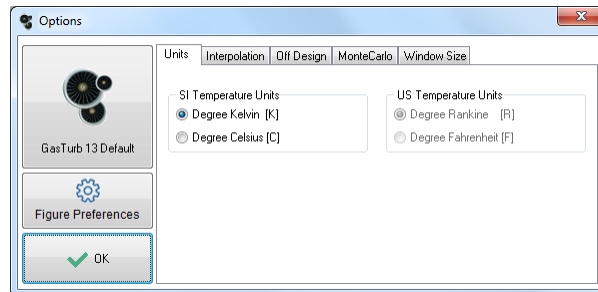 Options
Units
Interpolation
Off Design
MonteCarlo
Window Size
SI Temperature Units
Degree Kelvin [K]
Degree Celsius [C]
US Temperature Units
Degree Rankine [R]
Degree Fahrenheit [F]
GasTurb 13 Default
Figure Preferences
OK